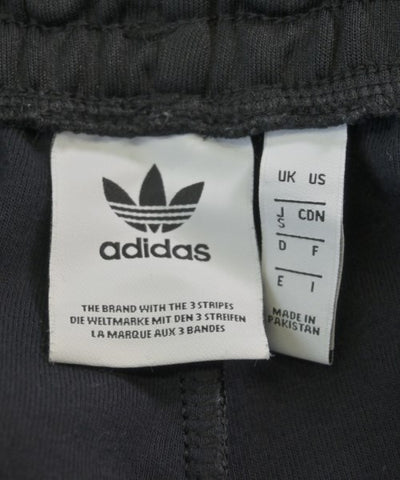 adidas
THE BRAND WITH THE 3 STRIPES
DIE WELTMARKE MIT DEN 3 STREIFEN
LA MARQUE AUX 3 BANDES
UK US
J CDN
S
D F
E I
MADE IN
PAKISTAN